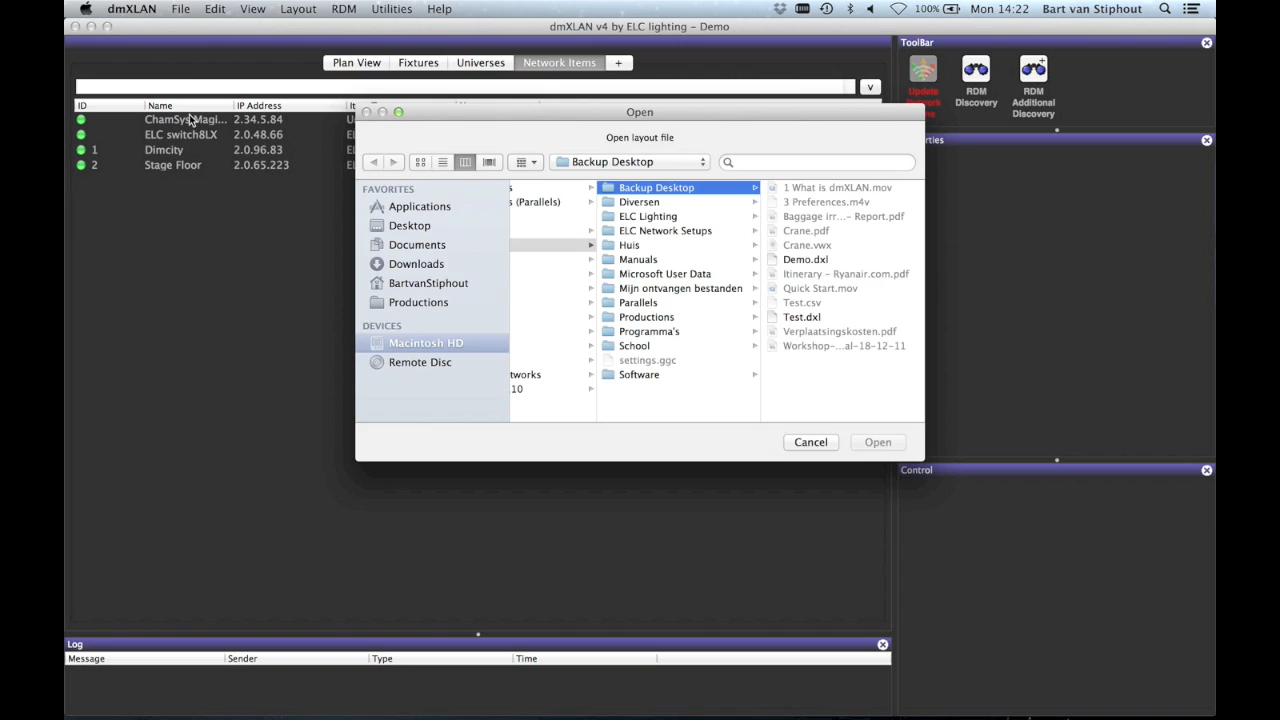 dmXLAN File Edit View Layout RDM Utilities Help 100% Mon 14:22 Bart van Stiphout
dmXLAN v4 by ELC lighting – Demo
ToolBar
Plan View Fixtures Universes Network Items +
v
Update
RDM Discovery
RDM Additional Discovery
ID Name IP Address
ChamSys Magi... 2.34.5.84
ELC switch8LX 2.0.48.66
1 Dimcity 2.0.96.83
2 Stage Floor 2.0.65.223
Open
Open layout file
Backup Desktop
FAVORITES
Applications
Desktop
Documents
Downloads
BartvanStiphout
Productions
DEVICES
Macintosh HD
Remote Disc
s
s (Parallels)
tworks
10
Backup Desktop
Diversen
ELC Lighting
ELC Network Setups
Huis
Manuals
Microsoft User Data
Mijn ontvangen bestanden
Parallels
Productions
Programma's
School
settings.ggc
Software
1 What is dmXLAN.mov
3 Preferences.m4v
Baggage irr...– Report.pdf
Crane.pdf
Crane.vwx
Demo.dxl
Itinerary – Ryanair.com.pdf
Quick Start.mov
Test.csv
Test.dxl
Verplaatsingskosten.pdf
Workshop-...al-18-12-11
Cancel Open
erties
Control
Log
Message Sender Type Time